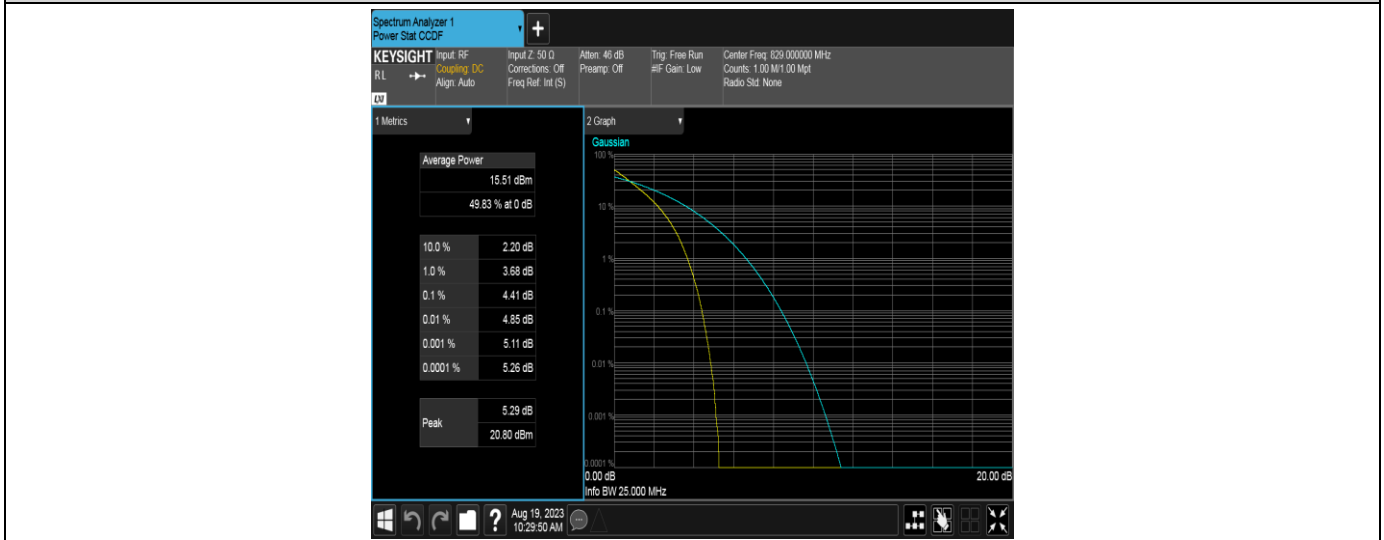 Spectrum Analyzer 1
Power Stat CCDF
+
KEYSIGHT
RL
LXI
Input: RF
Coupling: DC
Align: Auto
Input Z: 50 Ω
Corrections: Off
Freq Ref: Int (S)
Atten: 46 dB
Preamp: Off
Trig: Free Run
#IF Gain: Low
Center Freq: 829.000000 MHz
Counts: 1.00 M/1.00 Mpt
Radio Std: None
1 Metrics
Average Power
15.51 dBm
49.83 % at 0 dB
10.0 % 2.20 dB
1.0 % 3.68 dB
0.1 % 4.41 dB
0.01 % 4.85 dB
0.001 % 5.11 dB
0.0001 % 5.26 dB
Peak
5.29 dB
20.80 dBm
2 Graph
Gaussian
100 %
10 %
1 %
0.1 %
0.01 %
0.001 %
0.0001 %
0.00 dB 20.00 dB
Info BW 25.000 MHz
?
Aug 19, 2023
10:29:50 AM